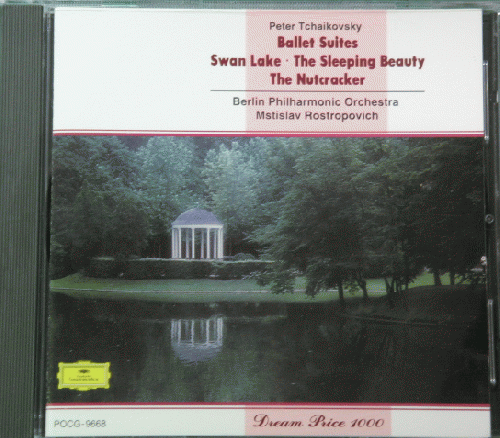 Peter Tchaikovsky
Ballet Suites
Swan Lake · The Sleeping Beauty
The Nutcracker
Berlin Philharmonic Orchestra
Mstislav Rostropovich
POCG-9668
Dream Price 1000